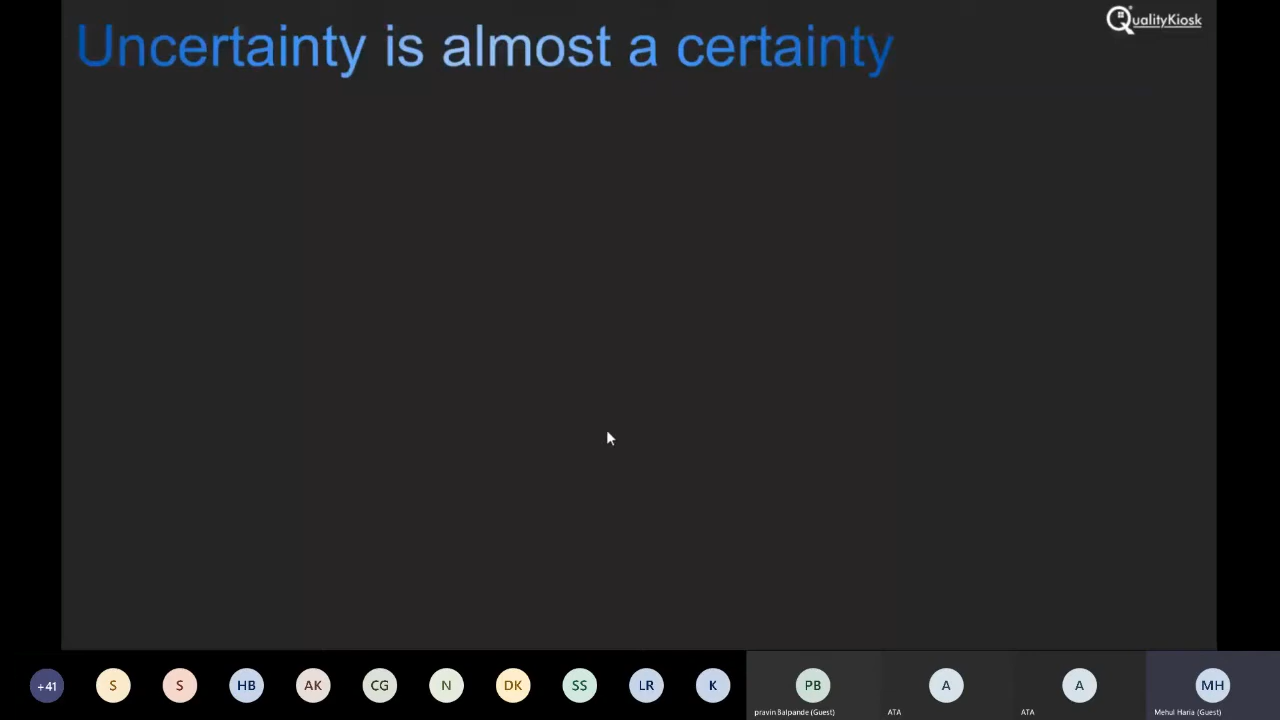 Uncertainty is almost a certainty
QualityKiosk
+41
S
S
HB
AK
CG
N
DK
SS
LR
K
PB
A
A
MH
pravin Balpande (Guest)
ATA
ATA
Mehul Haria (Guest)